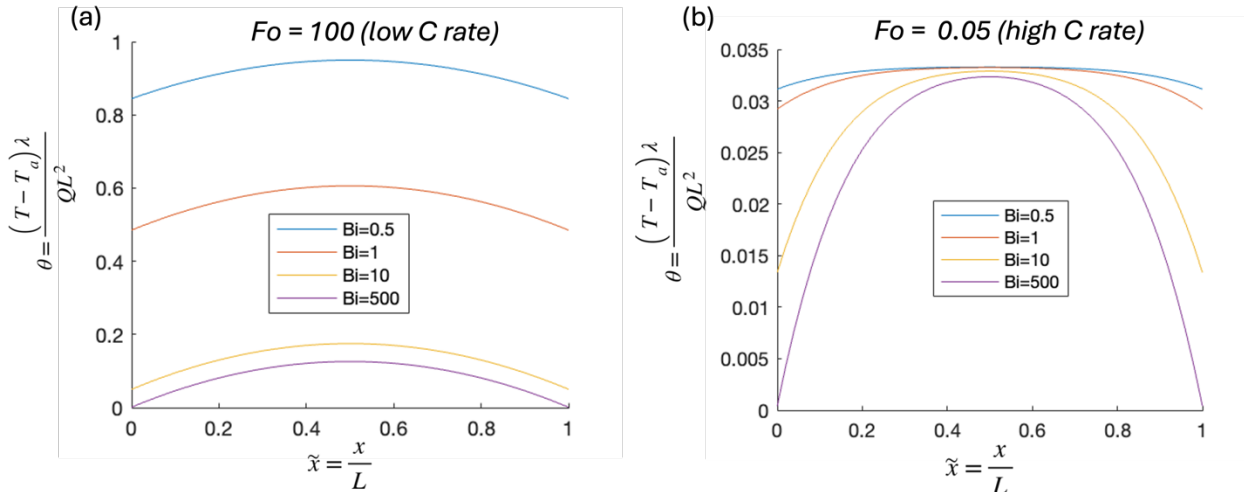 (a)
Fo = 100 (low C rate)
1
0.8
0.6
0.4
0.2
0
0
0.2
0.4
0.6
0.8
1
θ = (T − Tₐ) λ / QL²
Bi=0.5
Bi=1
Bi=10
Bi=500
x̃ = x / L
(b)
Fo = 0.05 (high C rate)
0.035
0.03
0.025
0.02
0.015
0.01
0.005
0
0
0.2
0.4
0.6
0.8
1
θ = (T − Tₐ) λ / QL²
Bi=0.5
Bi=1
Bi=10
Bi=500
x̃ = x / L